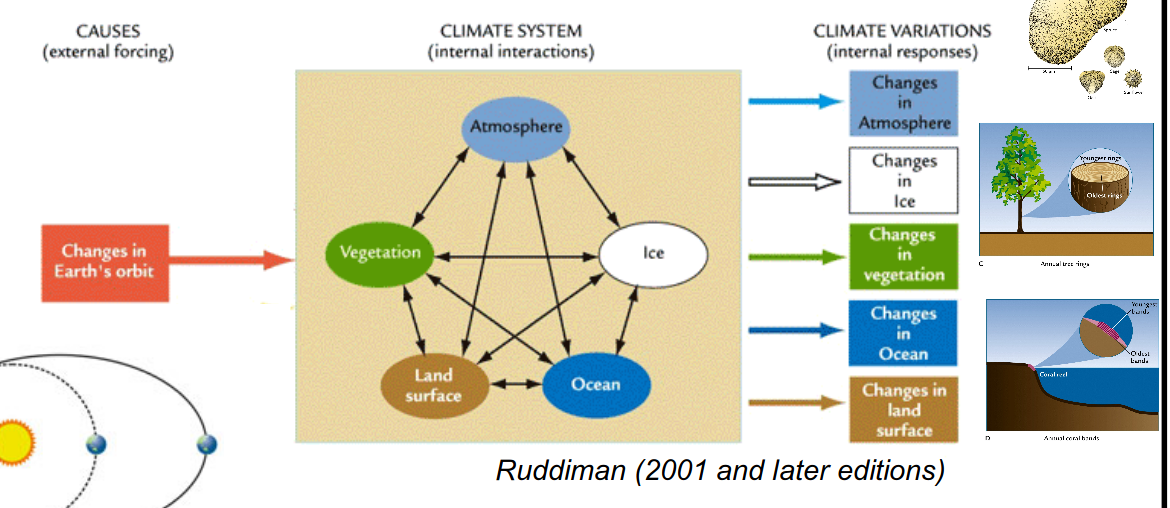 CAUSES
(external forcing)
CLIMATE SYSTEM
(internal interactions)
CLIMATE VARIATIONS
(internal responses)
Changes in
Earth's orbit
Atmosphere
Vegetation
Ice
Land
surface
Ocean
Changes
in
Atmosphere
Changes
in
Ice
Changes
in
vegetation
Changes
in
Ocean
Changes in
land
surface
Spruce
Sage
Youngest rings
Oldest rings
C
Annual tree rings
Youngest
bands
Oldest
bands
Coral reef
D
Annual coral bands
Ruddiman (2001 and later editions)